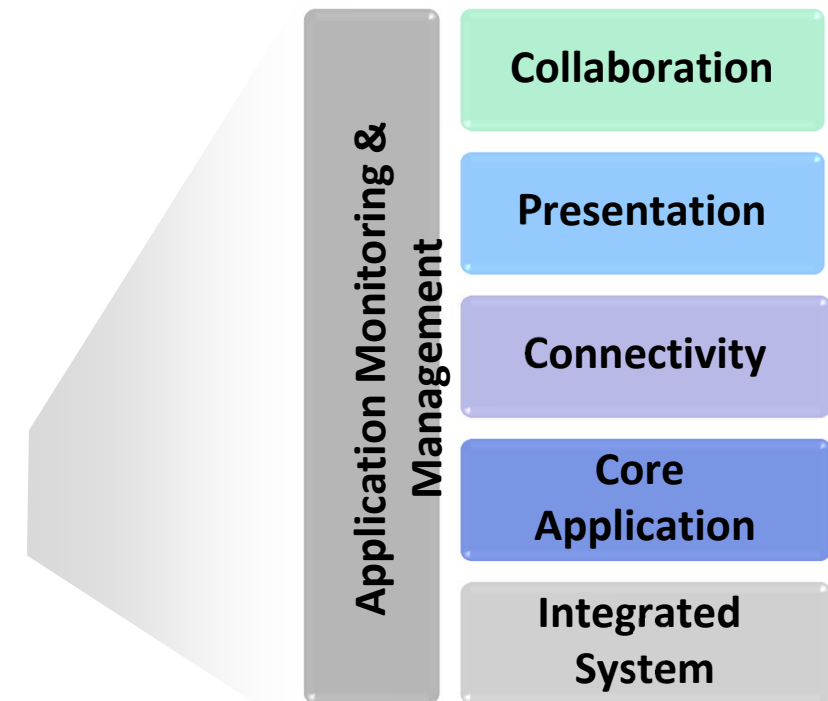 Application Monitoring &
Management
Collaboration
Presentation
Connectivity
Core
Application
Integrated
System